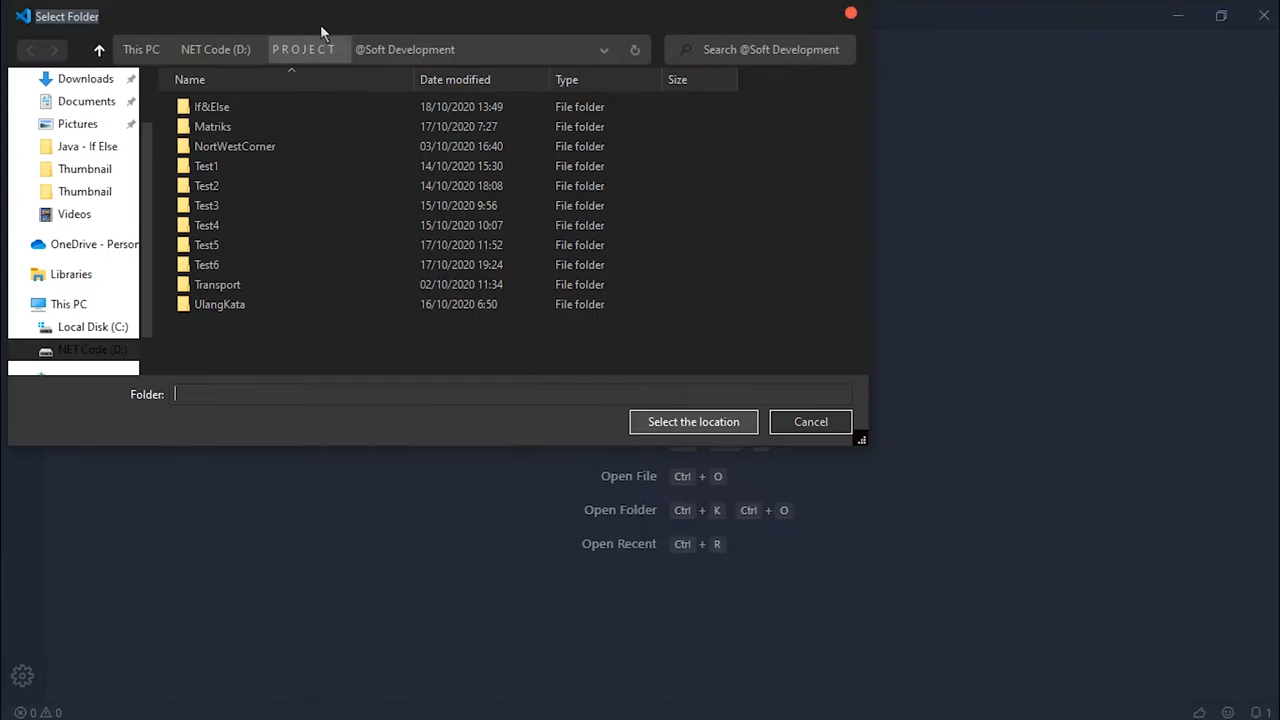 Select Folder
This PC NET Code (D:) P R O J E C T @Soft Development Search @Soft Development
Name Date modified Type Size
Downloads
Documents
Pictures
Java - If Else
Thumbnail
Thumbnail
Videos
OneDrive - Person
Libraries
This PC
Local Disk (C:)
NET Code (D:)
If&Else 18/10/2020 13:49 File folder
Matriks 17/10/2020 7:27 File folder
NortWestCorner 03/10/2020 16:40 File folder
Test1 14/10/2020 15:30 File folder
Test2 14/10/2020 18:08 File folder
Test3 15/10/2020 9:56 File folder
Test4 15/10/2020 10:07 File folder
Test5 17/10/2020 11:52 File folder
Test6 17/10/2020 19:24 File folder
Transport 02/10/2020 11:34 File folder
UlangKata 16/10/2020 6:50 File folder
Folder:
Select the location Cancel
Open File Ctrl + O
Open Folder Ctrl + K Ctrl + O
Open Recent Ctrl + R
0 0 1